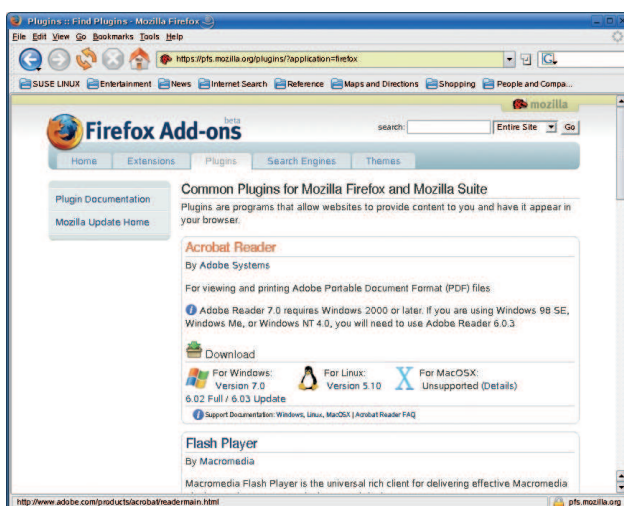 Plugins :: Find Plugins - Mozilla Firefox
File Edit View Go Bookmarks Tools Help
https://pfs.mozilla.org/plugins/?application=firefox
SUSE LINUX Entertainment News Internet Search Reference Maps and Directions Shopping People and Compa...
mozilla
Firefox Add-ons beta
search: Entire Site Go
Home Extensions Plugins Search Engines Themes
Plugin Documentation
Mozilla Update Home
Common Plugins for Mozilla Firefox and Mozilla Suite
Plugins are programs that allow websites to provide content to you and have it appear in
your browser.
Acrobat Reader
By Adobe Systems
For viewing and printing Adobe Portable Document Format (PDF) files
Adobe Reader 7.0 requires Windows 2000 or later. If you are using Windows 98 SE,
Windows Me, or Windows NT 4.0, you will need to use Adobe Reader 6.0.3
Download
For Windows: For Linux: For MacOSX:
Version 7.0 Version 5.10 Unsupported (Details)
6.02 Full / 6.03 Update
Support Documentation: Windows, Linux, MacOSX | Acrobat Reader FAQ
Flash Player
By Macromedia
Macromedia Flash Player is the universal rich client for delivering effective Macromedia
http://www.adobe.com/products/acrobat/readermain.html pfs.mozilla.org